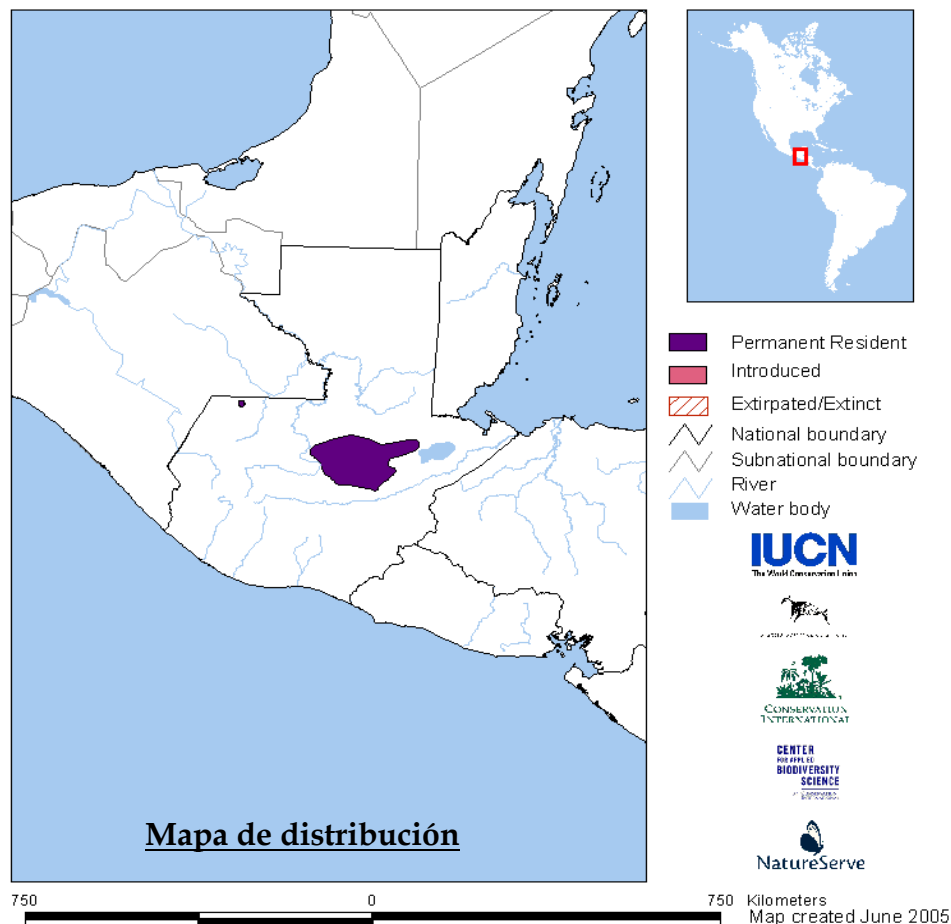 Permanent Resident
Introduced
Extirpated/Extinct
National boundary
Subnational boundary
River
Water body
IUCN
The World Conservation Union
CONSERVATION
INTERNATIONAL
CENTER
FOR APPLIED
BIODIVERSITY
SCIENCE
NatureServe
Mapa de distribución
750 0 750 Kilometers
Map created June 2005